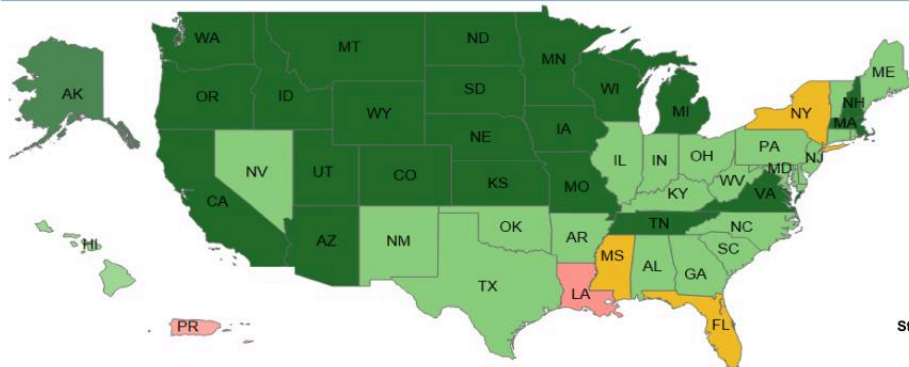 WA
MT
ND
MN
ME
AK
OR
ID
SD
WI
MI
NY
NH
MA
WY
NE
IA
PA
NJ
NV
UT
CO
KS
MO
IL
IN
OH
MD
WV
VA
KY
CA
AZ
NM
OK
AR
TN
NC
SC
HI
TX
MS
AL
GA
LA
PR
FL
St